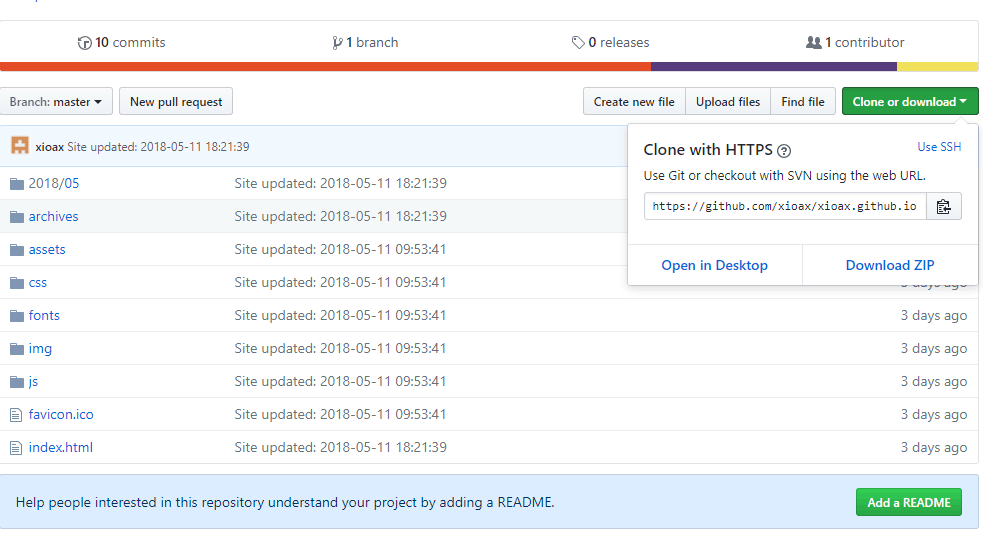 10 commits 1 branch 0 releases 1 contributor
Branch: master New pull request Create new file Upload files Find file Clone or download
xioax Site updated: 2018-05-11 18:21:39
Clone with HTTPS ? Use SSH
Use Git or checkout with SVN using the web URL.
https://github.com/xioax/xioax.github.io
Open in Desktop Download ZIP
2018/05 Site updated: 2018-05-11 18:21:39
archives Site updated: 2018-05-11 18:21:39
assets Site updated: 2018-05-11 09:53:41
css Site updated: 2018-05-11 09:53:41 3 days ago
fonts Site updated: 2018-05-11 09:53:41 3 days ago
img Site updated: 2018-05-11 09:53:41 3 days ago
js Site updated: 2018-05-11 09:53:41 3 days ago
favicon.ico Site updated: 2018-05-11 09:53:41 3 days ago
index.html Site updated: 2018-05-11 18:21:39 3 days ago
Help people interested in this repository understand your project by adding a README. Add a README